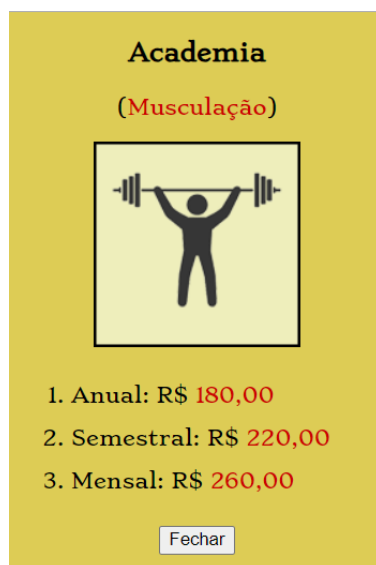 Academia
(Musculação)
1. Anual: R$ 180,00
2. Semestral: R$ 220,00
3. Mensal: R$ 260,00
Fechar